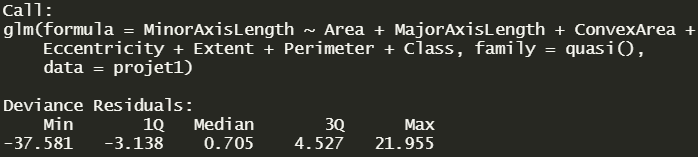 Call:
glm(formula = MinorAxisLength ~ Area + MajorAxisLength + ConvexArea +
    Eccentricity + Extent + Perimeter + Class, family = quasi(),
    data = projet1)

Deviance Residuals:
    Min       1Q   Median       3Q      Max
-37.581   -3.138    0.705    4.527   21.955